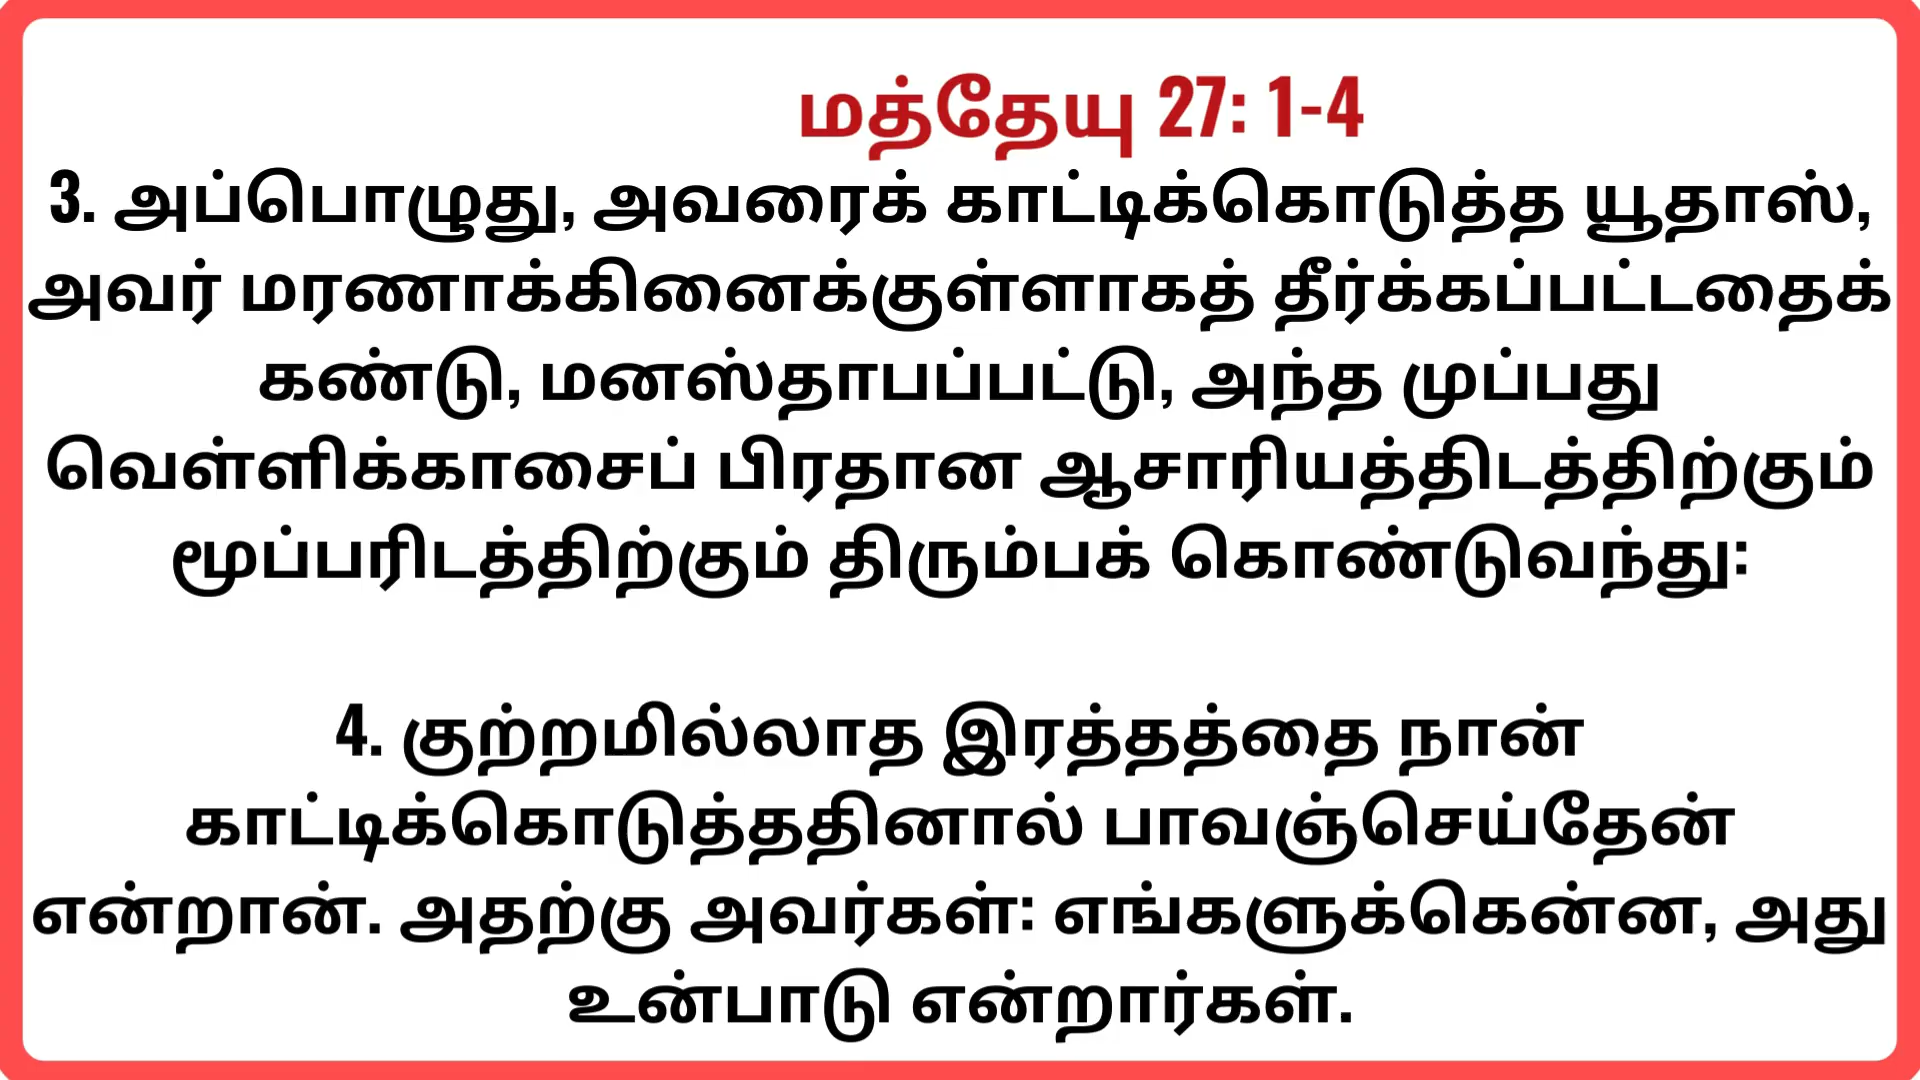 மத்தேயு 27: 1-4
3. அப்பொழுது, அவரைக் காட்டிக்கொடுத்த யூதாஸ்,
அவர் மரணாக்கினைக்குள்ளாகத் தீர்க்கப்பட்டதைக்
கண்டு, மனஸ்தாபப்பட்டு, அந்த முப்பது
வெள்ளிக்காசைப் பிரதான ஆசாரியத்திடத்திற்கும்
மூப்பரிடத்திற்கும் திரும்பக் கொண்டுவந்து:
4. குற்றமில்லாத இரத்தத்தை நான்
காட்டிக்கொடுத்ததினால் பாவஞ்செய்தேன்
என்றான். அதற்கு அவர்கள்: எங்களுக்கென்ன, அது
உன்பாடு என்றார்கள்.